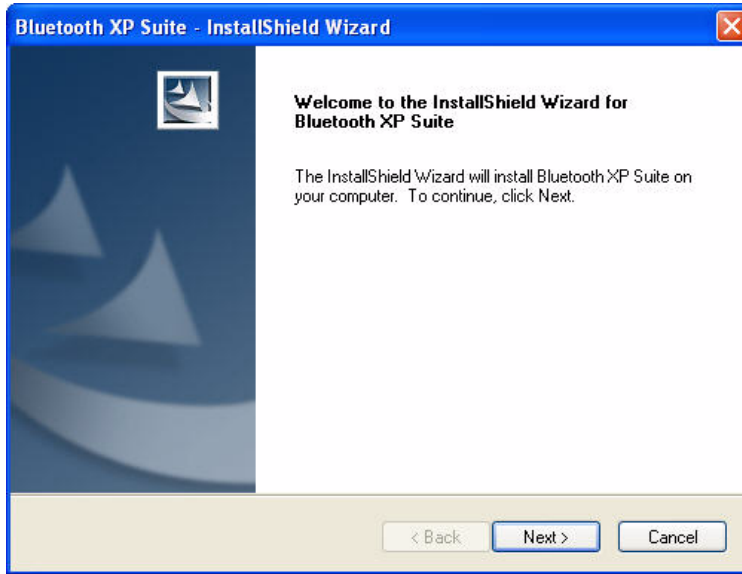 Bluetooth XP Suite - InstallShield Wizard
Welcome to the InstallShield Wizard for
Bluetooth XP Suite
The InstallShield Wizard will install Bluetooth XP Suite on
your computer. To continue, click Next.
< Back Next > Cancel